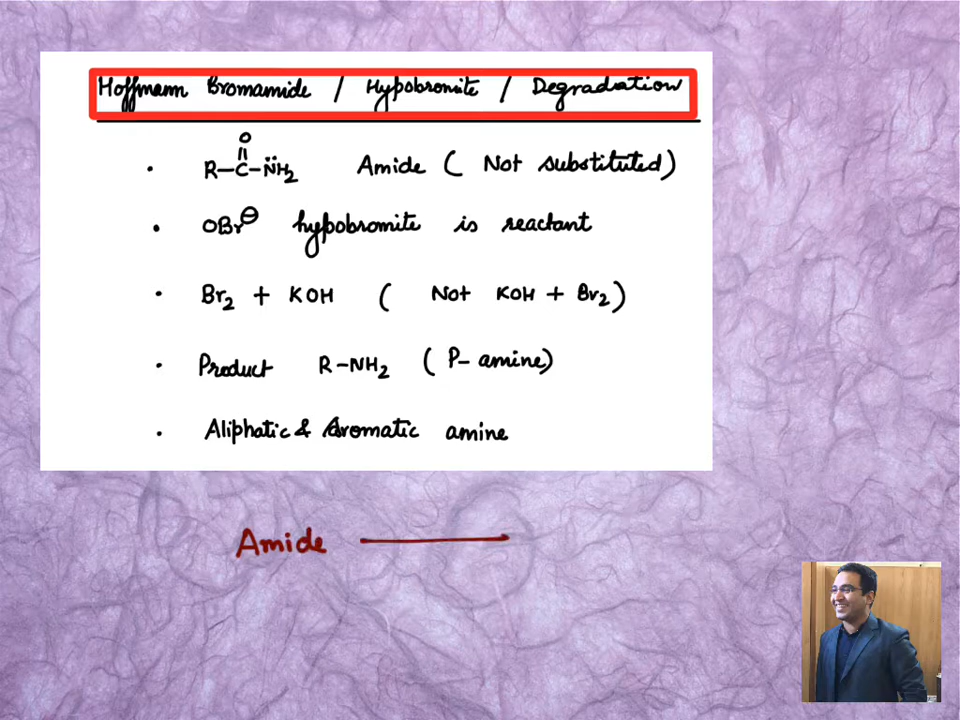 Hoffmann Bromamide / Hypobromite / Degradation
• R-C(=O)-N̈H₂ Amide ( Not substituted)
• OBr⊖ hypobromite is reactant
• Br₂ + KOH ( Not KOH + Br₂)
• Product R-NH₂ ( P- amine)
• Aliphatic & Aromatic amine
Amide